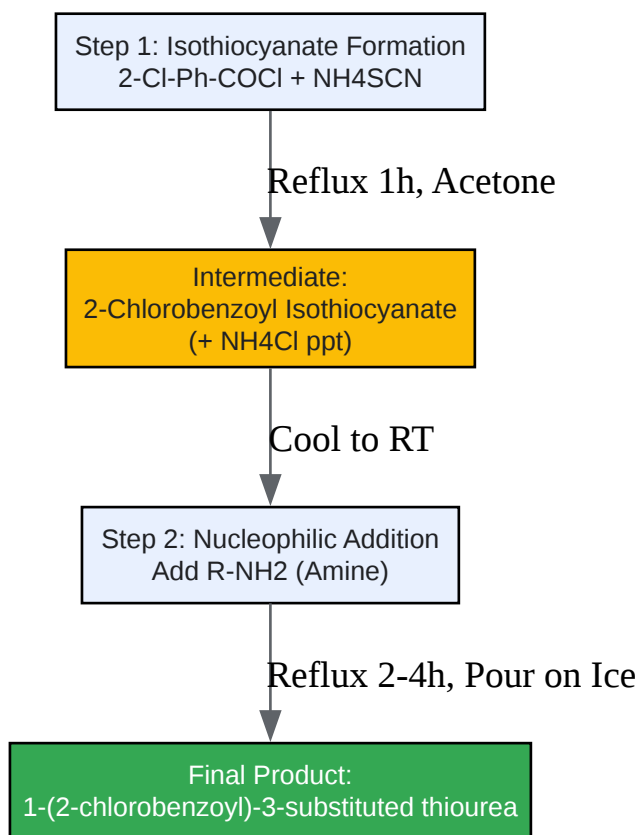 Step 1: Isothiocyanate Formation
2-Cl-Ph-COCl + NH4SCN
Reflux 1h, Acetone
Intermediate:
2-Chlorobenzoyl Isothiocyanate
(+ NH4Cl ppt)
Cool to RT
Step 2: Nucleophilic Addition
Add R-NH2 (Amine)
Reflux 2-4h, Pour on Ice
Final Product:
1-(2-chlorobenzoyl)-3-substituted thiourea